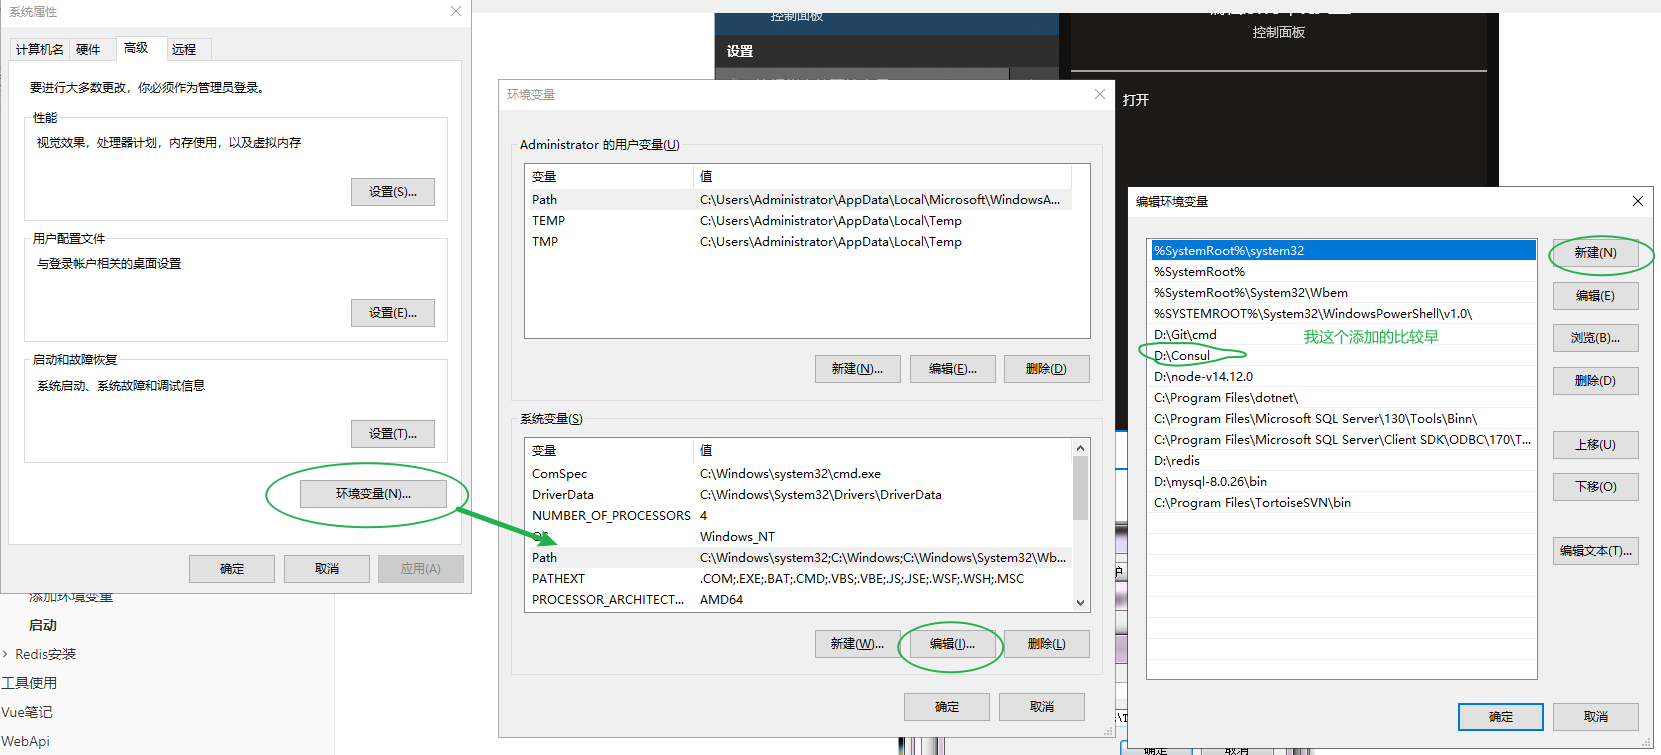 系统属性
计算机名
硬件
高级
远程
要进行大多数更改，你必须作为管理员登录。
性能
视觉效果，处理器计划，内存使用，以及虚拟内存
设置(S)...
用户配置文件
与登录帐户相关的桌面设置
设置(E)...
启动和故障恢复
系统启动、系统故障和调试信息
设置(T)...
环境变量(N)...
确定
取消
应用(A)
添加环境变量
启动
Redis安装
工具使用
Vue笔记
WebApi
控制面板
设置
控制面板
打开
环境变量
Administrator 的用户变量(U)
变量 值
Path C:\Users\Administrator\AppData\Local\Microsoft\WindowsA...
TEMP C:\Users\Administrator\AppData\Local\Temp
TMP C:\Users\Administrator\AppData\Local\Temp
新建(N)...
编辑(E)...
删除(D)
系统变量(S)
变量 值
ComSpec C:\Windows\system32\cmd.exe
DriverData C:\Windows\System32\Drivers\DriverData
NUMBER_OF_PROCESSORS 4
OS Windows_NT
Path C:\Windows\system32;C:\Windows;C:\Windows\System32\Wb...
PATHEXT .COM;.EXE;.BAT;.CMD;.VBS;.VBE;.JS;.JSE;.WSF;.WSH;.MSC
PROCESSOR_ARCHITECT... AMD64
新建(W)...
编辑(I)...
删除(L)
确定
取消
编辑环境变量
%SystemRoot%\system32
%SystemRoot%
%SystemRoot%\System32\Wbem
%SYSTEMROOT%\System32\WindowsPowerShell\v1.0\
D:\Git\cmd
我这个添加的比较早
D:\Consul
D:\node-v14.12.0
C:\Program Files\dotnet\
C:\Program Files\Microsoft SQL Server\130\Tools\Binn\
C:\Program Files\Microsoft SQL Server\Client SDK\ODBC\170\T...
D:\redis
D:\mysql-8.0.26\bin
C:\Program Files\TortoiseSVN\bin
新建(N)
编辑(E)
浏览(B)...
删除(D)
上移(U)
下移(O)
编辑文本(T)...
确定
取消
确定
取消